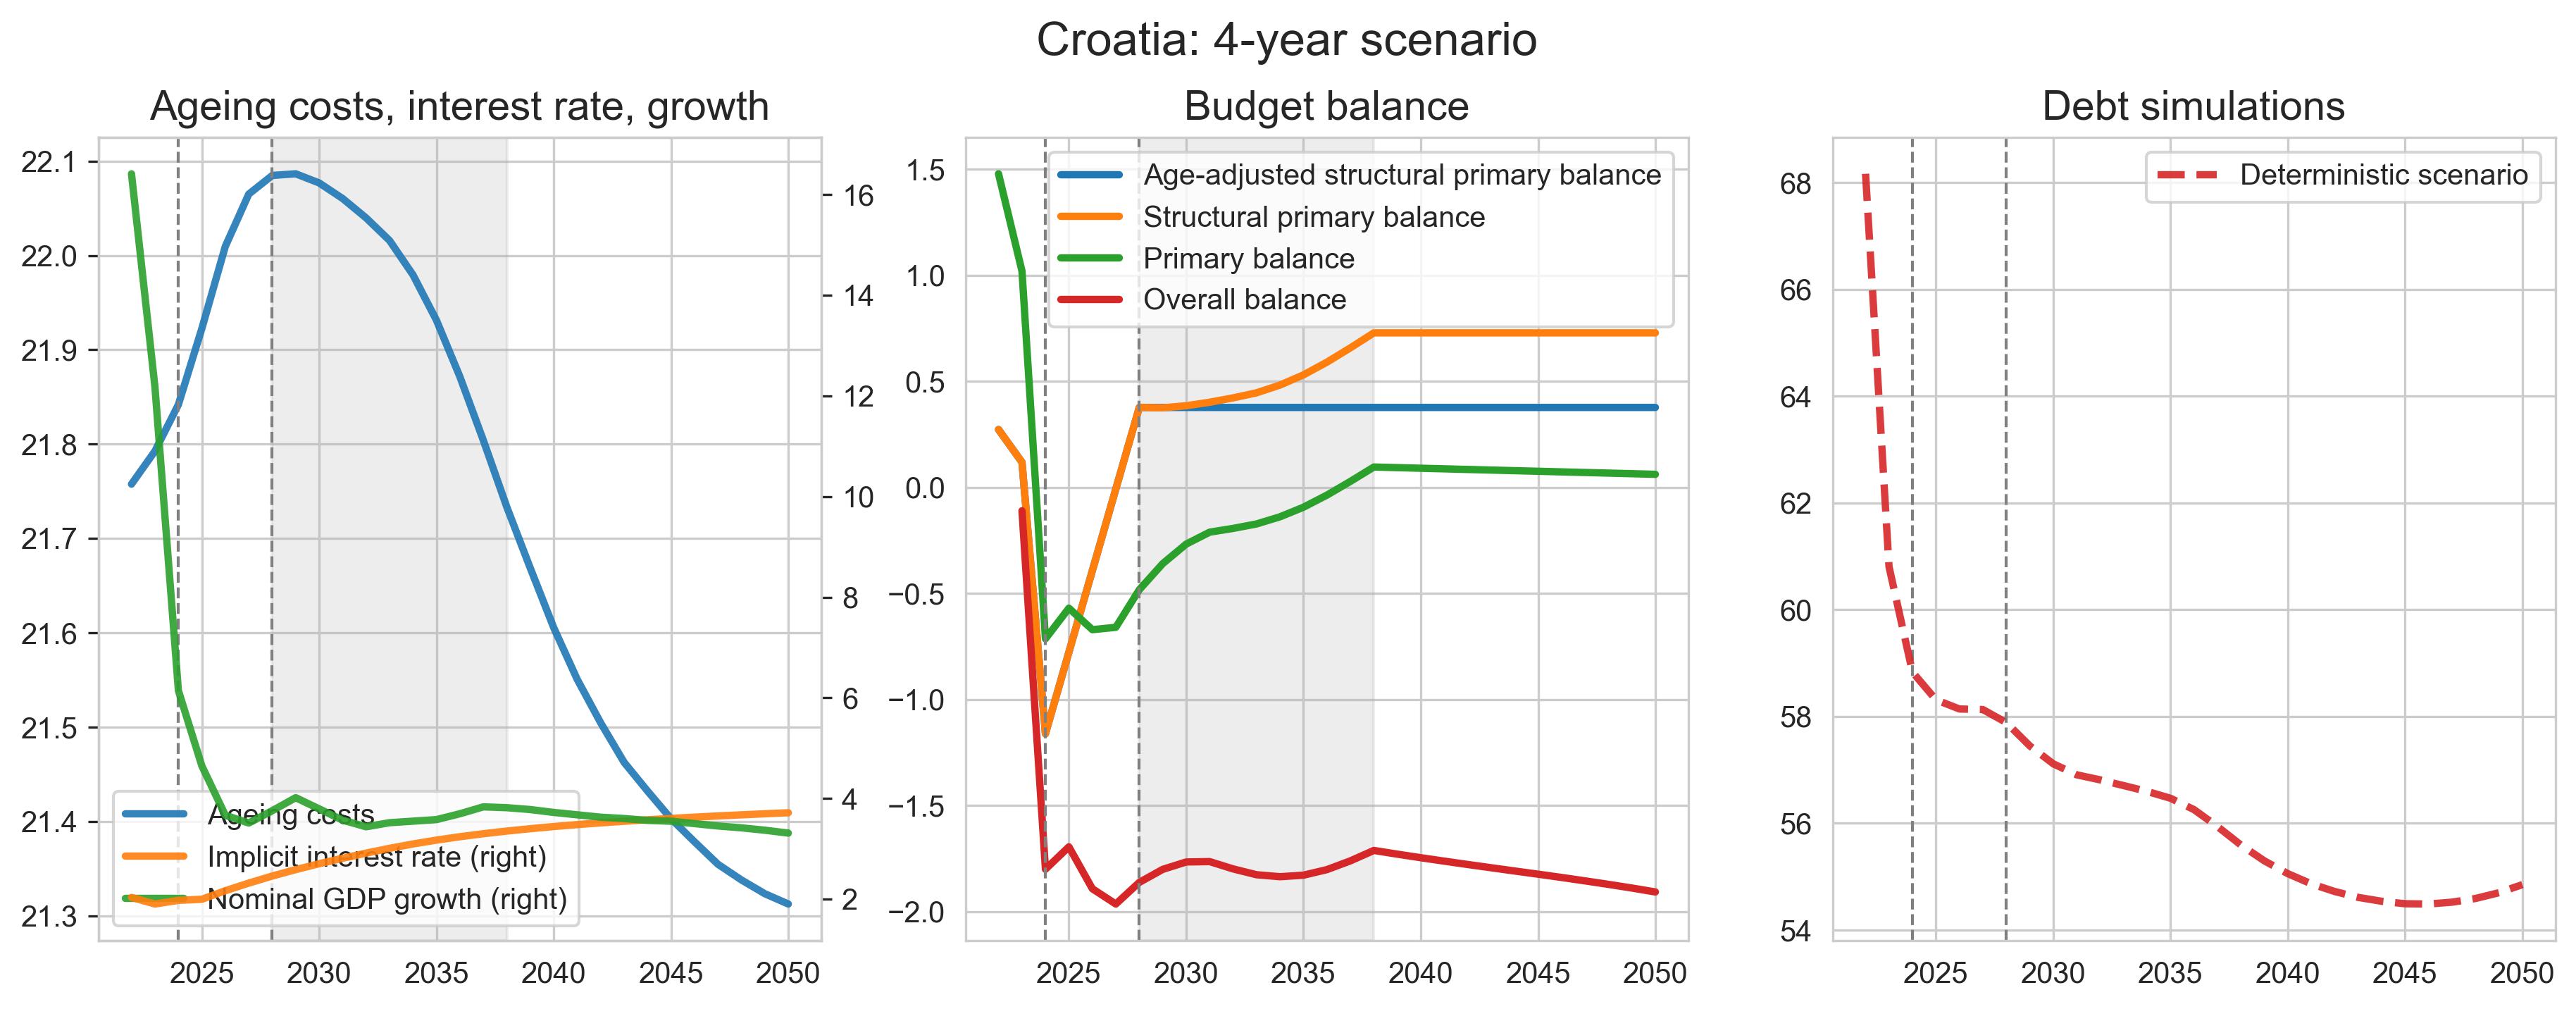 Croatia: 4-year scenario
Ageing costs, interest rate, growth
22.1
22.0
21.9
21.8
21.7
21.6
21.5
21.4
21.3
16
14
12
10
8
6
4
2
Ageing costs
Implicit interest rate (right)
Nominal GDP growth (right)
2025 2030 2035 2040 2045 2050
Budget balance
1.5
1.0
0.5
0.0
−0.5
−1.0
−1.5
−2.0
Age-adjusted structural primary balance
Structural primary balance
Primary balance
Overall balance
2025 2030 2035 2040 2045 2050
Debt simulations
68
66
64
62
60
58
56
54
Deterministic scenario
2025 2030 2035 2040 2045 2050